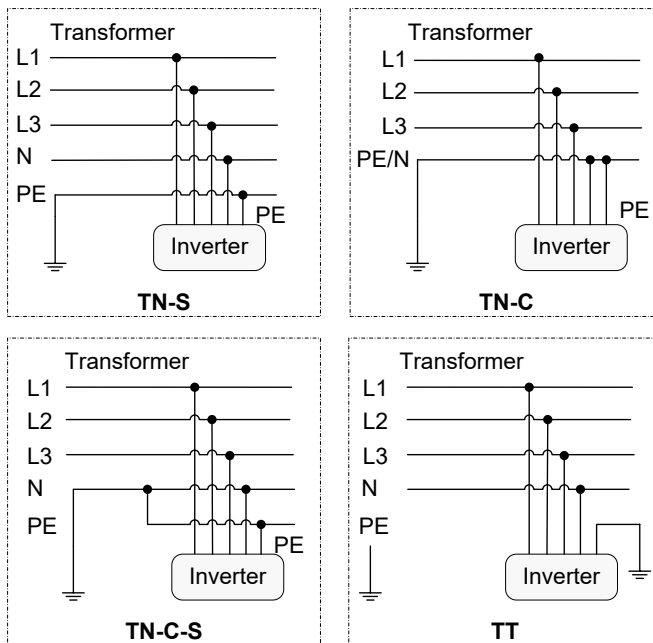 Transformer
L1
L2
L3
N
PE
PE
Inverter
TN-S
Transformer
L1
L2
L3
PE/N
PE
Inverter
TN-C
Transformer
L1
L2
L3
N
PE
PE
Inverter
TN-C-S
Transformer
L1
L2
L3
N
PE
Inverter
TT